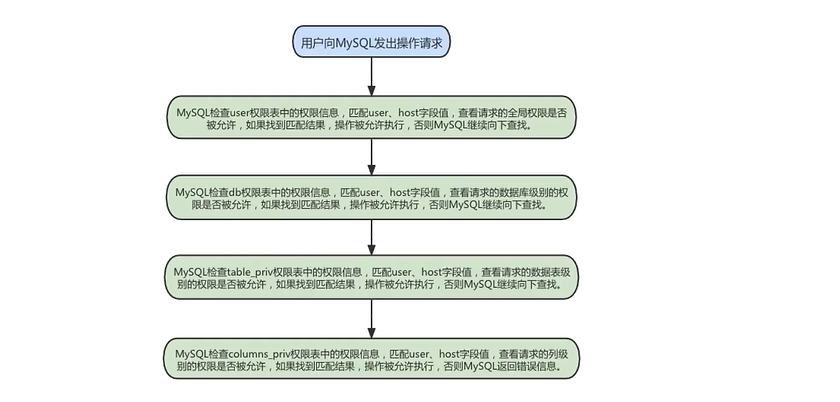 用户向MySQL发出操作请求
MySQL检查user权限表中的权限信息，匹配user、host字段值，查看请求的全局权限是否
被允许，如果找到匹配结果，操作被允许执行，否则MySQL继续向下查找。
MySQL检查db权限表中的权限信息，匹配user、host字段值，查看请求的数据库级别的权
限是否被允许，如果找到匹配结果，操作被允许执行，否则MySQL继续向下查找。
MySQL检查table_priv权限表中的权限信息，匹配user、host字段值，查看请求的数据表级
别的权限是否被允许，如果找到匹配结果，操作被允许执行，否则MySQL继续向下查找。
MySQL检查columns_priv权限表中的权限信息，匹配user、host字段值，查看请求的列级
别的权限是否被允许，如果找到匹配结果，操作被允许执行，否则MySQL返回错误信息。